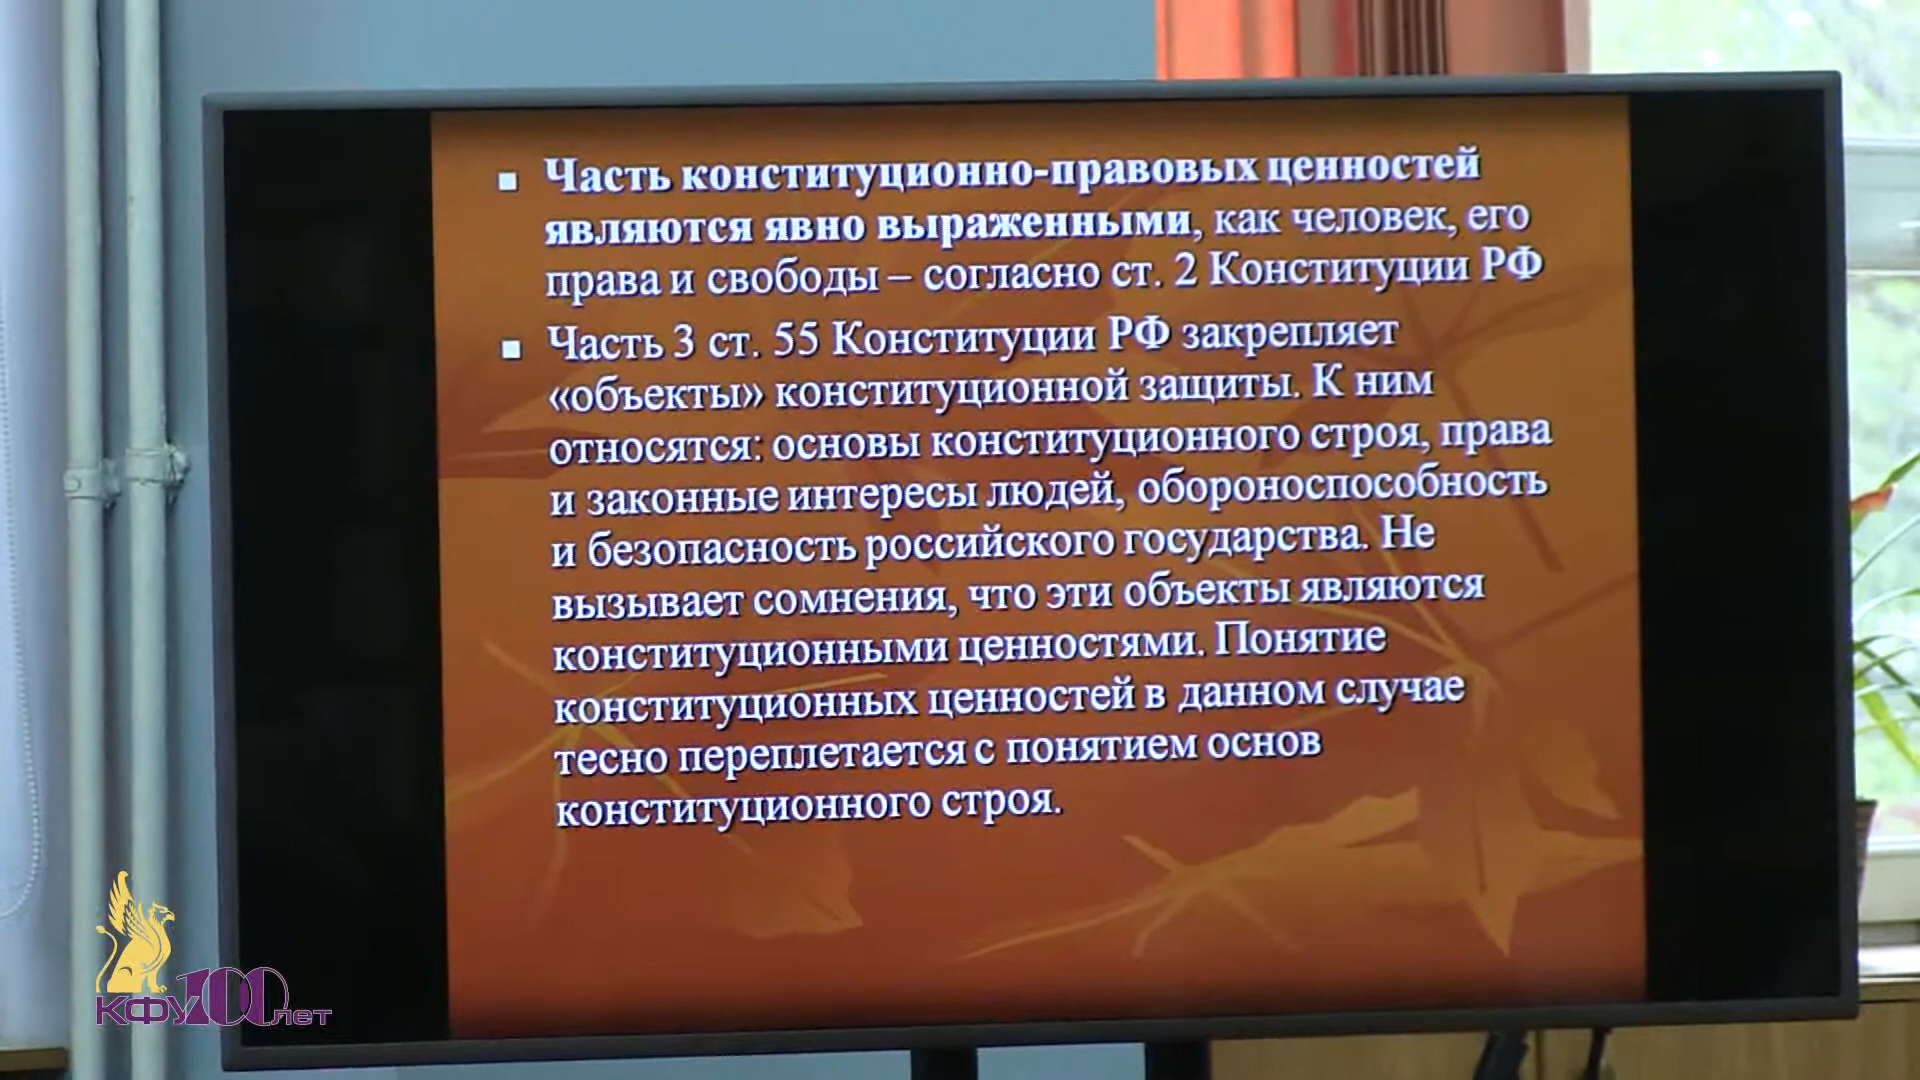 Часть конституционно-правовых ценностей
являются явно выраженными, как человек, его
права и свободы – согласно ст. 2 Конституции РФ
Часть 3 ст. 55 Конституции РФ закрепляет
«объекты» конституционной защиты. К ним
относятся: основы конституционного строя, права
и законные интересы людей, обороноспособность
и безопасность российского государства. Не
вызывает сомнения, что эти объекты являются
конституционными ценностями. Понятие
конституционных ценностей в данном случае
тесно переплетается с понятием основ
конституционного строя.
КФУ 100 лет